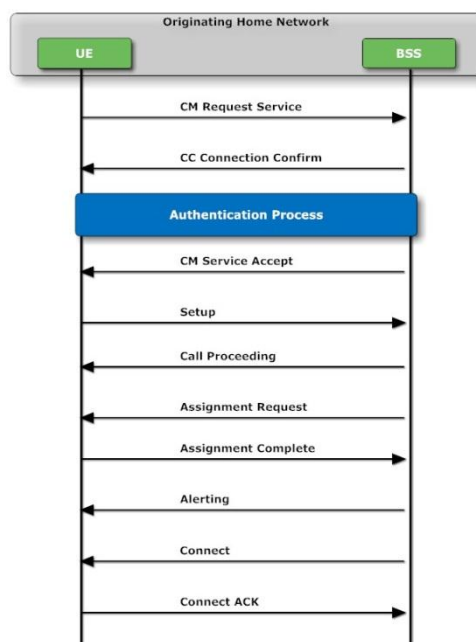 Originating Home Network
UE
BSS
CM Request Service
CC Connection Confirm
Authentication Process
CM Service Accept
Setup
Call Proceeding
Assignment Request
Assignment Complete
Alerting
Connect
Connect ACK